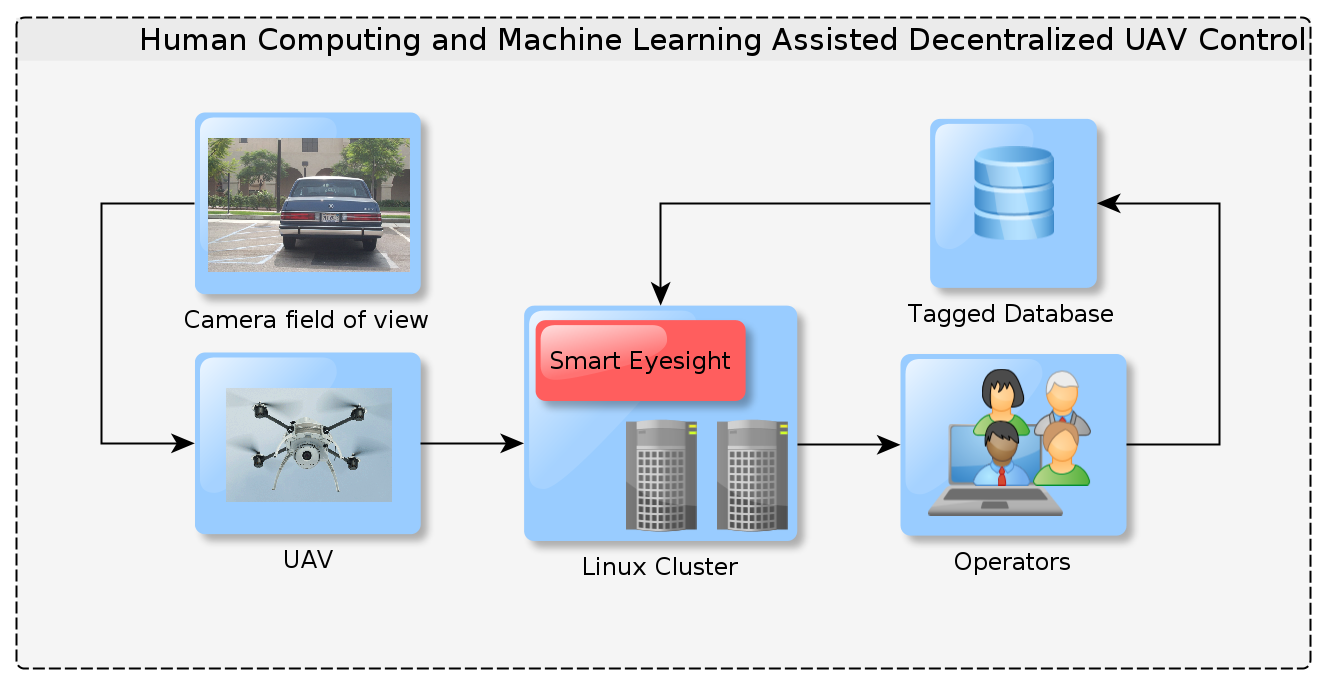 Human Computing and Machine Learning Assisted Decentralized UAV Control
Camera field of view
Tagged Database
Smart Eyesight
UAV
Linux Cluster
Operators